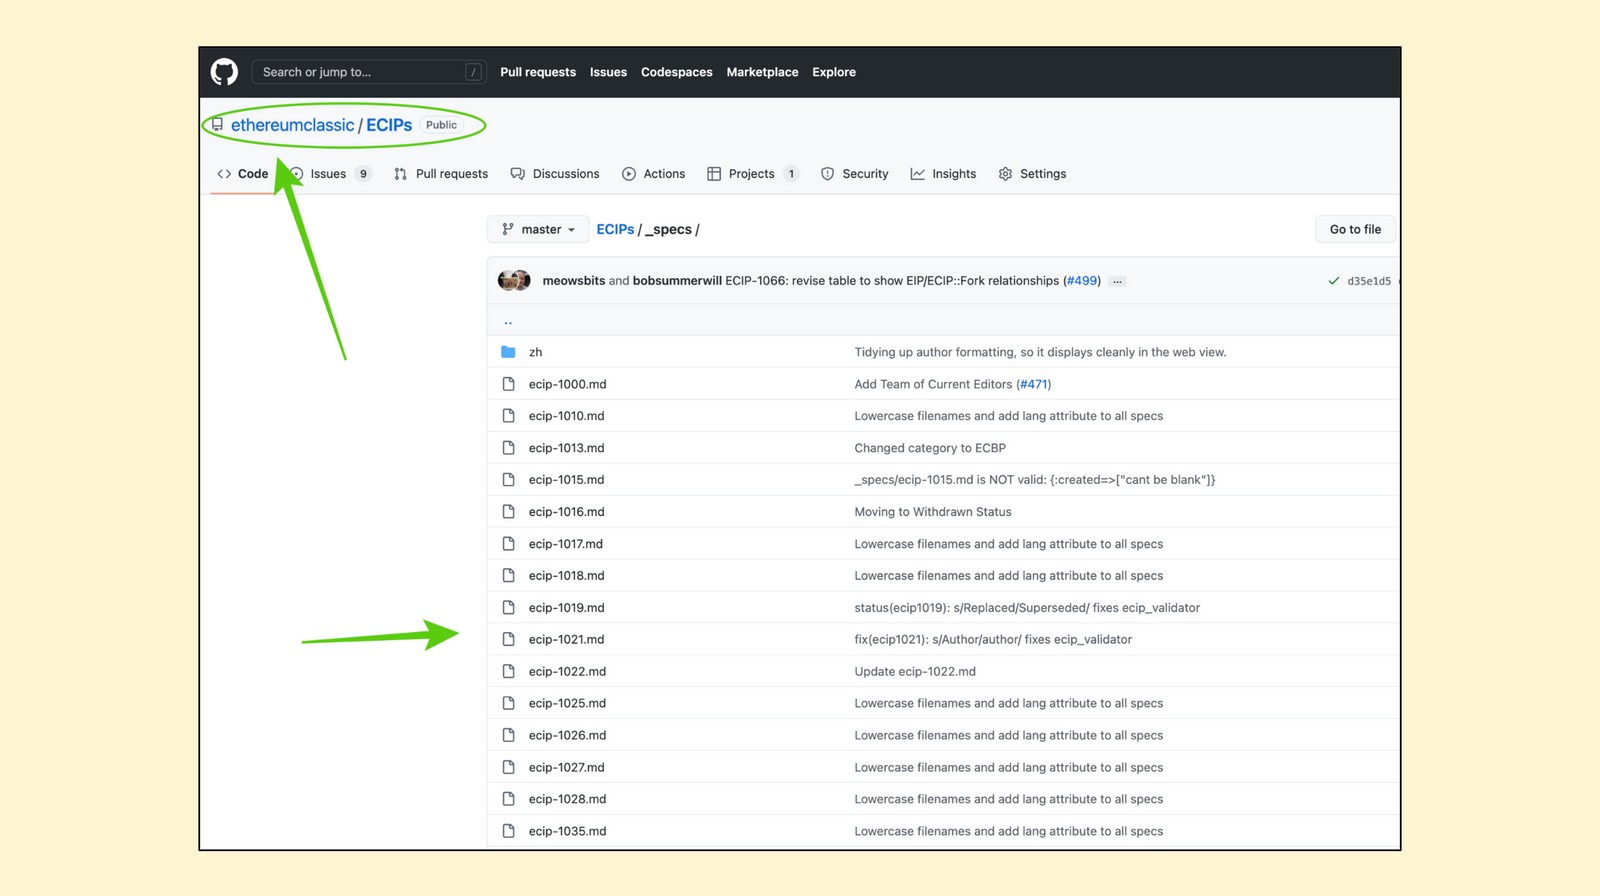 Search or jump to... / Pull requests Issues Codespaces Marketplace Explore
ethereumclassic / ECIPs Public
Code Issues 9 Pull requests Discussions Actions Projects 1 Security Insights Settings
master ECIPs / _specs / Go to file
meowsbits and bobsummerwill ECIP-1066: revise table to show EIP/ECIP::Fork relationships (#499) ... d35e1d5
..
zh Tidying up author formatting, so it displays cleanly in the web view.
ecip-1000.md Add Team of Current Editors (#471)
ecip-1010.md Lowercase filenames and add lang attribute to all specs
ecip-1013.md Changed category to ECBP
ecip-1015.md _specs/ecip-1015.md is NOT valid: {:created=>["cant be blank"]}
ecip-1016.md Moving to Withdrawn Status
ecip-1017.md Lowercase filenames and add lang attribute to all specs
ecip-1018.md Lowercase filenames and add lang attribute to all specs
ecip-1019.md status(ecip1019): s/Replaced/Superseded/ fixes ecip_validator
ecip-1021.md fix(ecip1021): s/Author/author/ fixes ecip_validator
ecip-1022.md Update ecip-1022.md
ecip-1025.md Lowercase filenames and add lang attribute to all specs
ecip-1026.md Lowercase filenames and add lang attribute to all specs
ecip-1027.md Lowercase filenames and add lang attribute to all specs
ecip-1028.md Lowercase filenames and add lang attribute to all specs
ecip-1035.md Lowercase filenames and add lang attribute to all specs